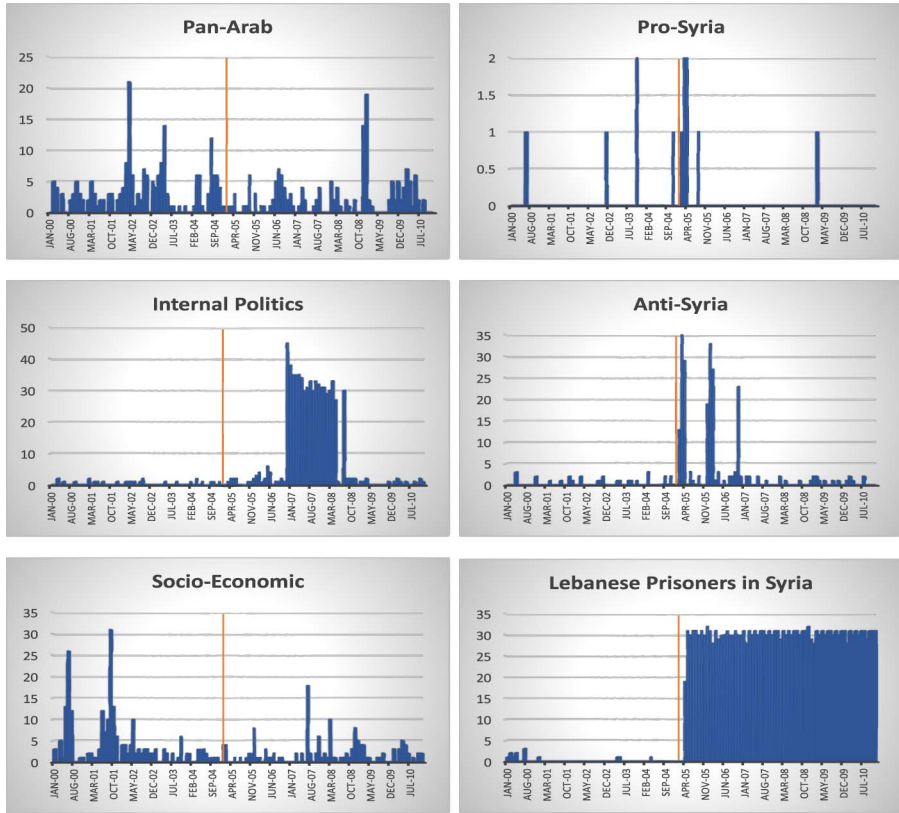 Pan-Arab
25
20
15
10
5
0
JAN-00
AUG-00
MAR-01
OCT-01
MAY-02
DEC-02
JUL-03
FEB-04
SEP-04
APR-05
NOV-05
JUN-06
JAN-07
AUG-07
MAR-08
OCT-08
MAY-09
DEC-09
JUL-10
Pro-Syria
2
1.5
1
0.5
0
JAN-00
AUG-00
MAR-01
OCT-01
MAY-02
DEC-02
JUL-03
FEB-04
SEP-04
APR-05
NOV-05
JUN-06
JAN-07
AUG-07
MAR-08
OCT-08
MAY-09
DEC-09
JUL-10
Internal Politics
50
40
30
20
10
0
JAN-00
AUG-00
MAR-01
OCT-01
MAY-02
DEC-02
JUL-03
FEB-04
SEP-04
APR-05
NOV-05
JUN-06
JAN-07
AUG-07
MAR-08
OCT-08
MAY-09
DEC-09
JUL-10
Anti-Syria
35
30
25
20
15
10
5
0
JAN-00
AUG-00
MAR-01
OCT-01
MAY-02
DEC-02
JUL-03
FEB-04
SEP-04
APR-05
NOV-05
JUN-06
JAN-07
AUG-07
MAR-08
OCT-08
MAY-09
DEC-09
JUL-10
Socio-Economic
35
30
25
20
15
10
5
0
JAN-00
AUG-00
MAR-01
OCT-01
MAY-02
DEC-02
JUL-03
FEB-04
SEP-04
APR-05
NOV-05
JUN-06
JAN-07
AUG-07
MAR-08
OCT-08
MAY-09
DEC-09
JUL-10
Lebanese Prisoners in Syria
35
30
25
20
15
10
5
0
JAN-00
AUG-00
MAR-01
OCT-01
MAY-02
DEC-02
JUL-03
FEB-04
SEP-04
APR-05
NOV-05
JUN-06
JAN-07
AUG-07
MAR-08
OCT-08
MAY-09
DEC-09
JUL-10